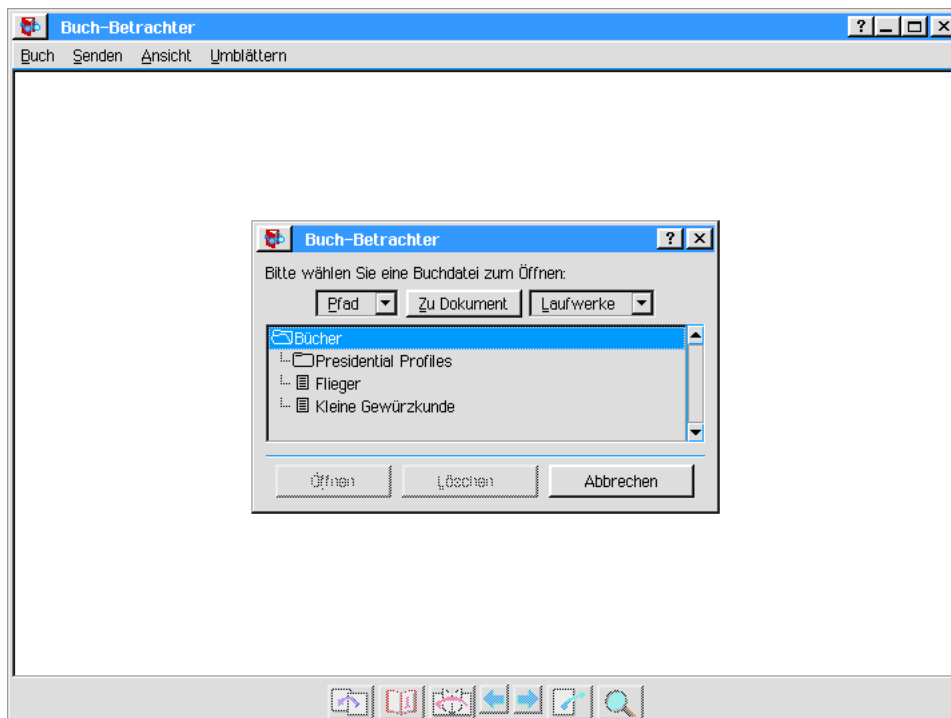 Buch-Betrachter
Buch Senden Ansicht Umblättern
Buch-Betrachter
Bitte wählen Sie eine Buchdatei zum Öffnen:
Pfad Zu Dokument Laufwerke
Bücher
Presidential Profiles
Flieger
Kleine Gewürzkunde
Öffnen Löschen Abbrechen